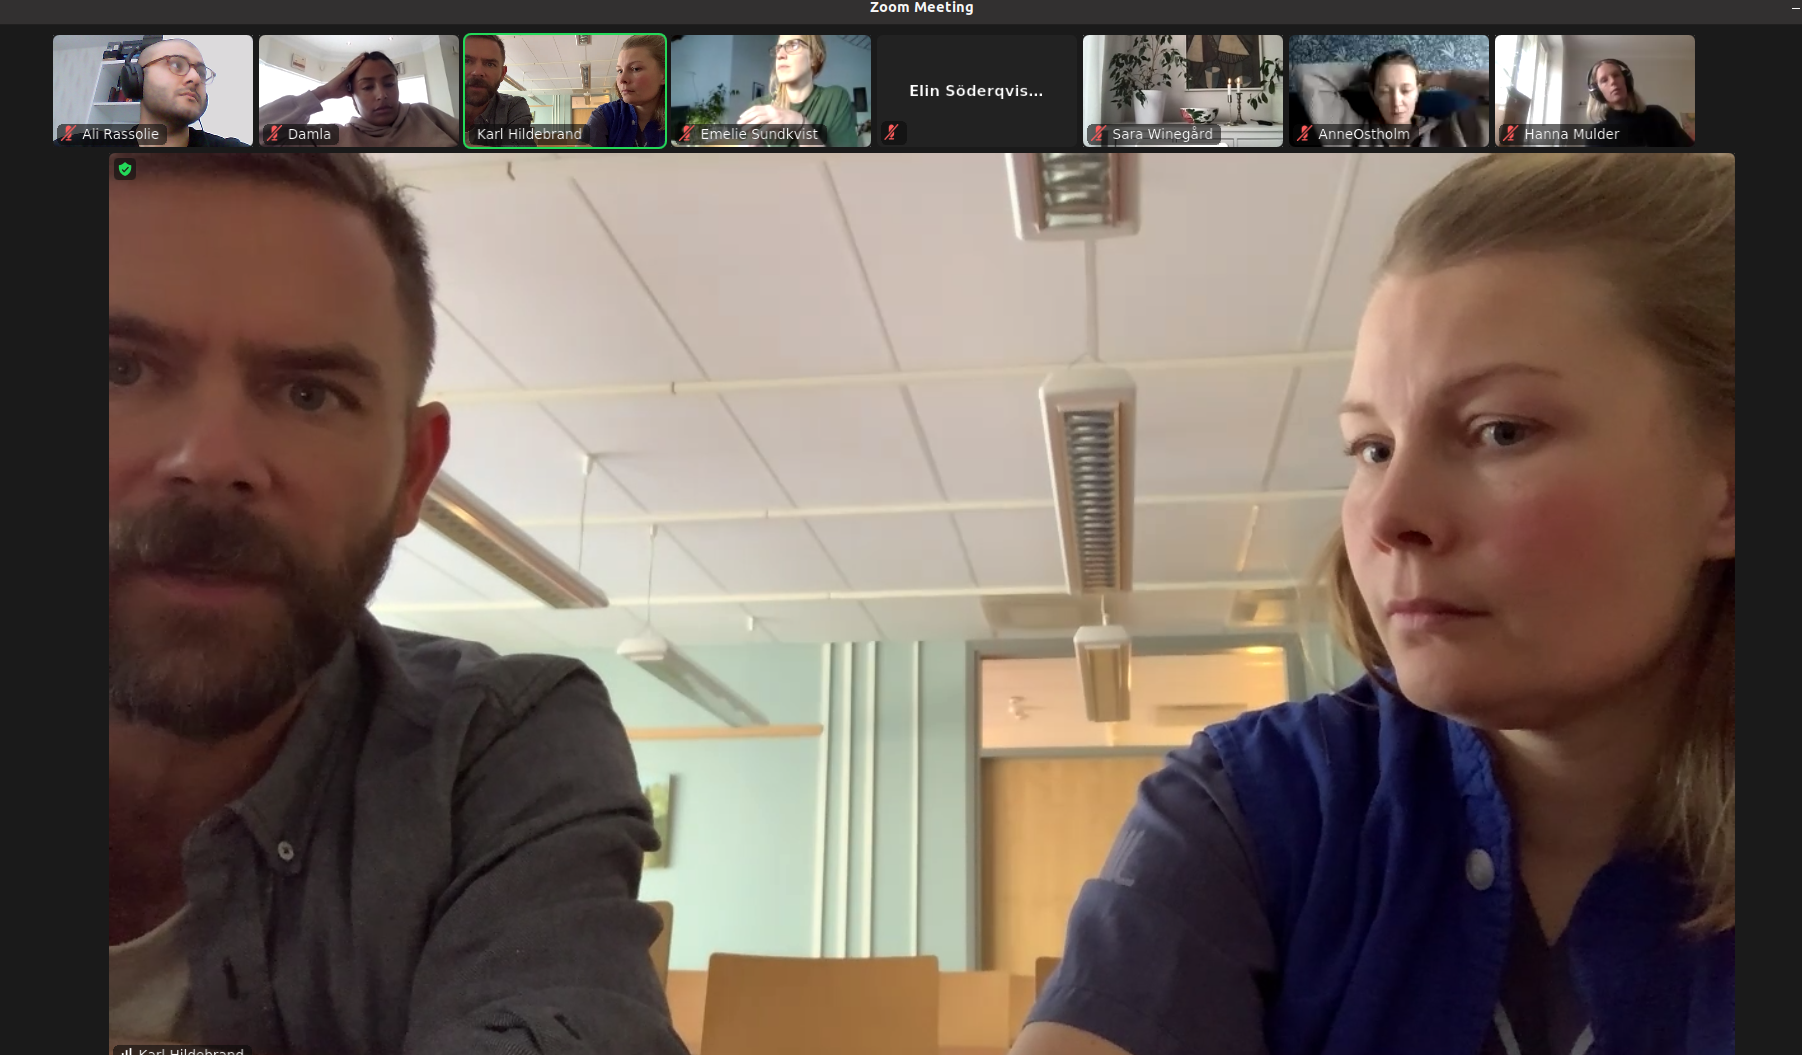 Zoom Meeting
Ali Rassolie
Damla
Karl Hildebrand
Emelie Sundkvist
Elin Söderqvis...
Sara Winegård
AnneOstholm
Hanna Mulder
Karl Hildebrand